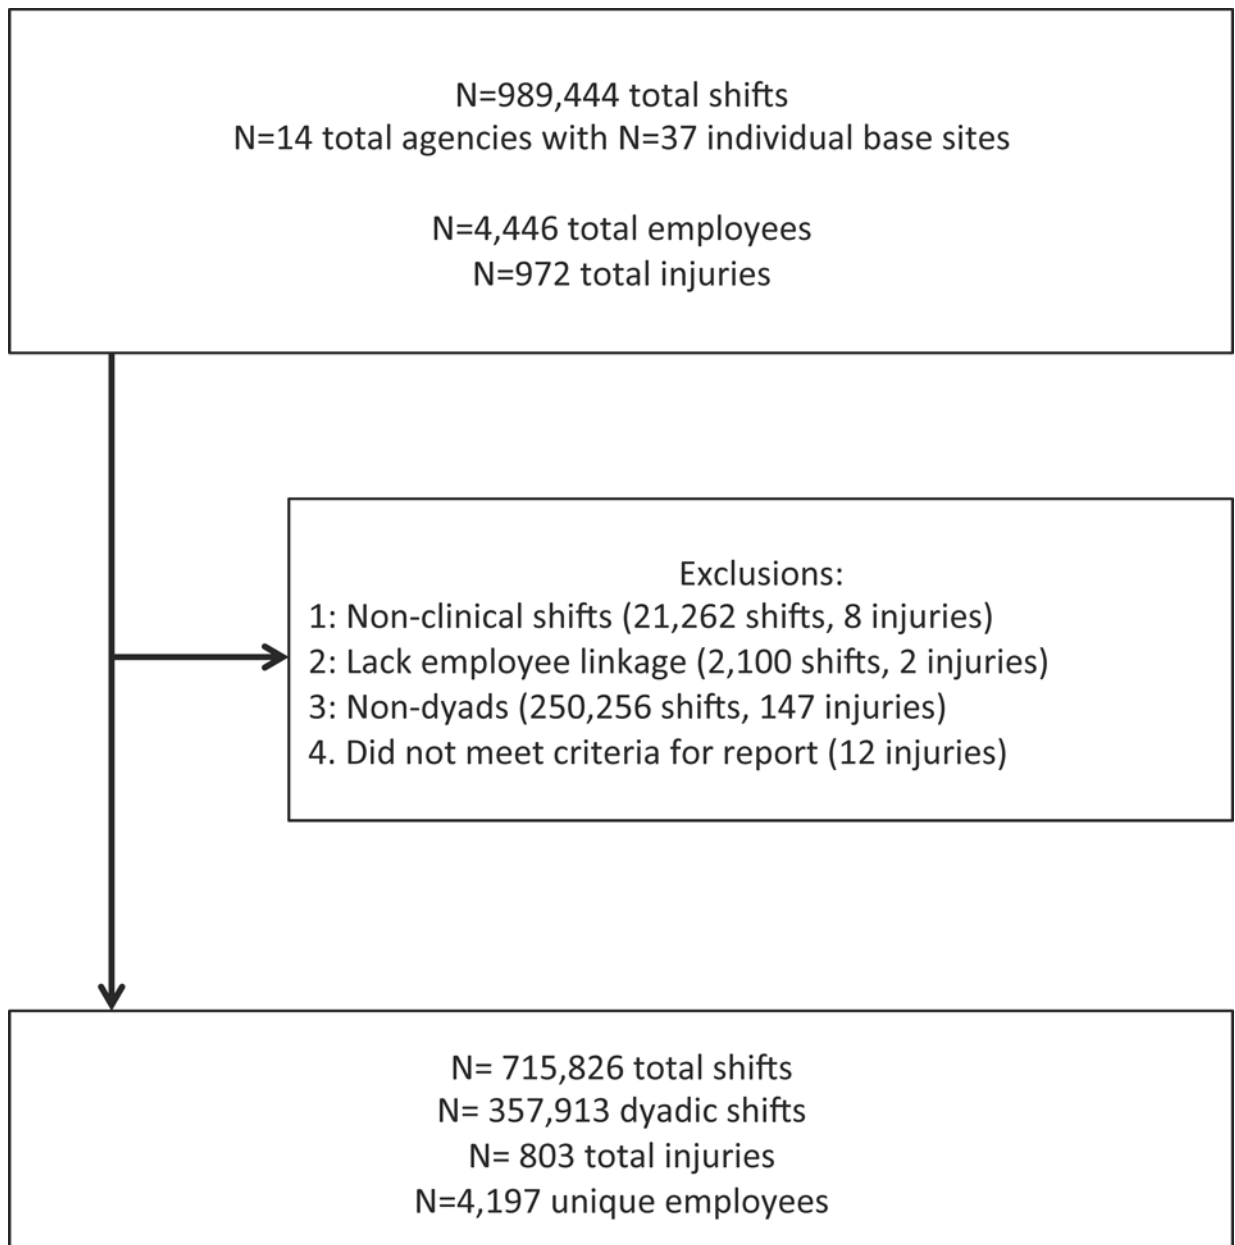 N=989,444 total shifts
N=14 total agencies with N=37 individual base sites
N=4,446 total employees
N=972 total injuries
Exclusions:
1: Non-clinical shifts (21,262 shifts, 8 injuries)
2: Lack employee linkage (2,100 shifts, 2 injuries)
3: Non-dyads (250,256 shifts, 147 injuries)
4. Did not meet criteria for report (12 injuries)
N= 715,826 total shifts
N= 357,913 dyadic shifts
N= 803 total injuries
N=4,197 unique employees